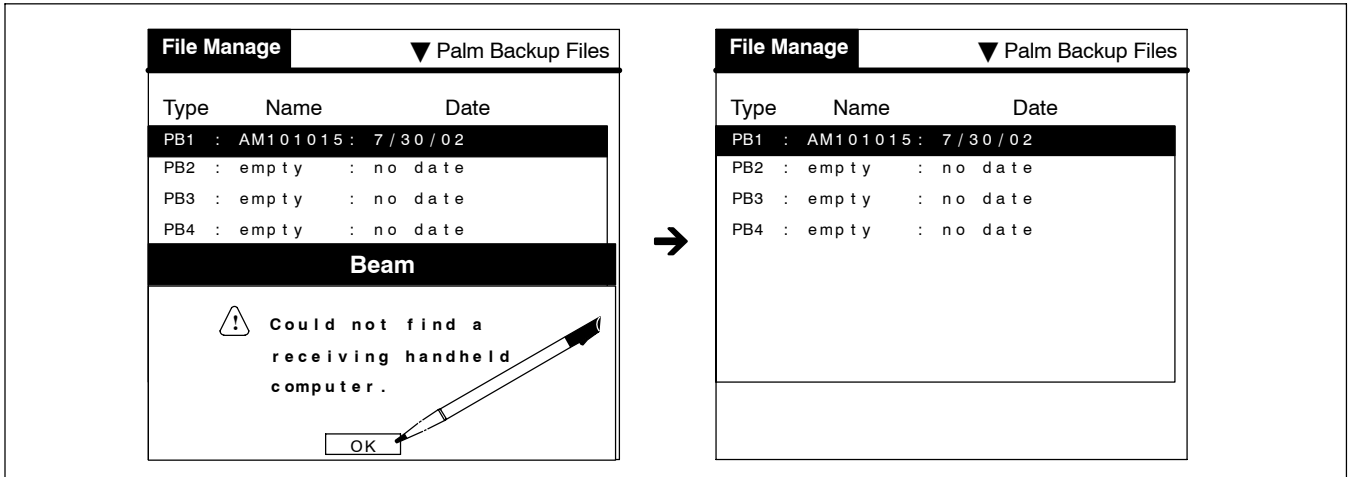 File Manage ▼ Palm Backup Files
Type Name Date
PB1 : AM101015: 7/30/02
PB2 : empty : no date
PB3 : empty : no date
PB4 : empty : no date
Beam
! Could not find a
receiving handheld
computer.
OK
➔
File Manage ▼ Palm Backup Files
Type Name Date
PB1 : AM101015: 7/30/02
PB2 : empty : no date
PB3 : empty : no date
PB4 : empty : no date